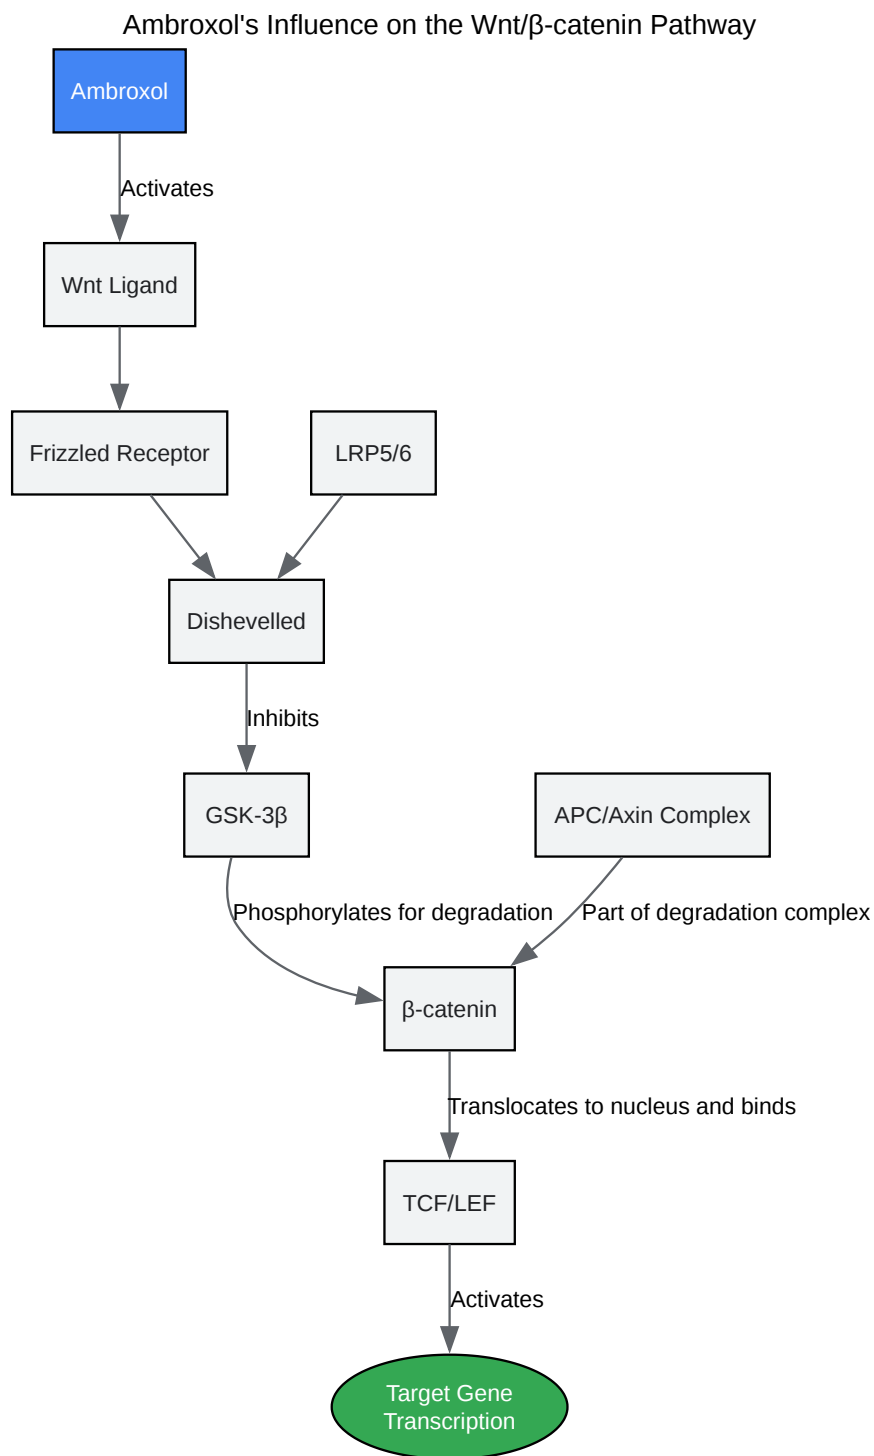 Ambroxol's Influence on the Wnt/β-catenin Pathway
Ambroxol
Activates
Wnt Ligand
Frizzled Receptor
LRP5/6
Dishevelled
Inhibits
GSK-3β
APC/Axin Complex
Phosphorylates for degradation
Part of degradation complex
β-catenin
Translocates to nucleus and binds
TCF/LEF
Activates
Target Gene
Transcription